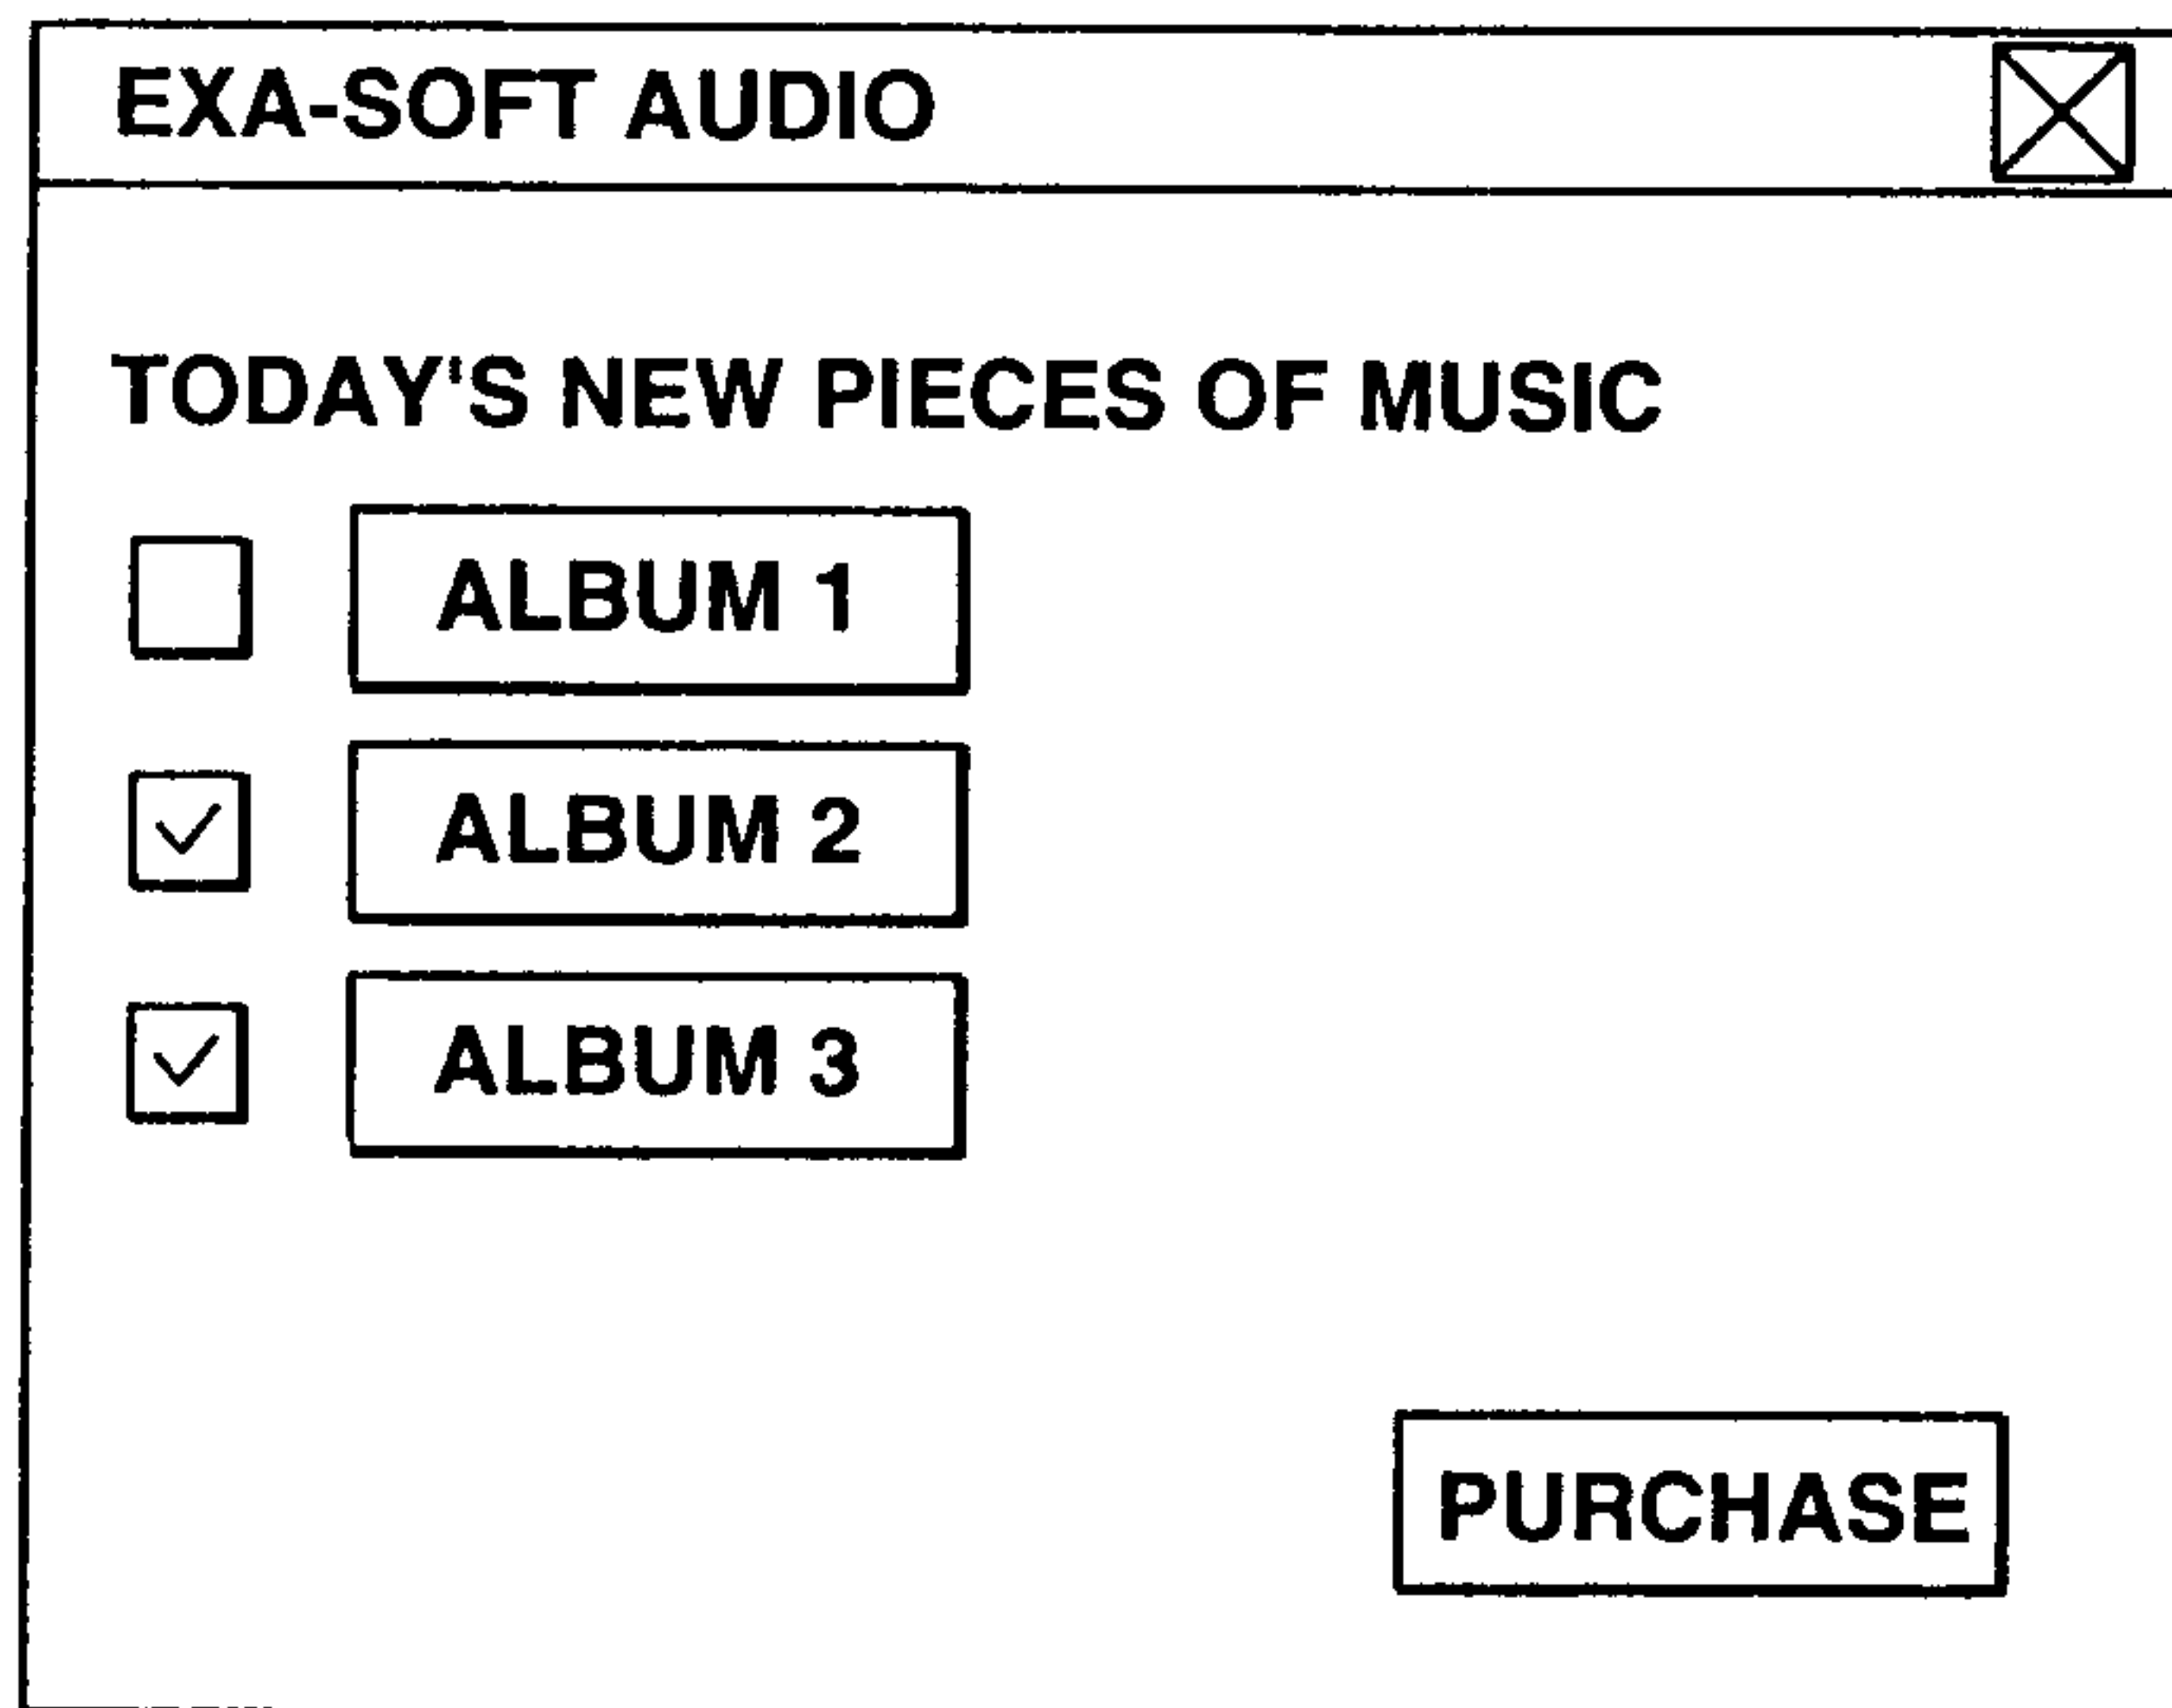 EXA-SOFT AUDIO
TODAY'S NEW PIECES OF MUSIC
ALBUM 1
ALBUM 2
ALBUM 3
PURCHASE